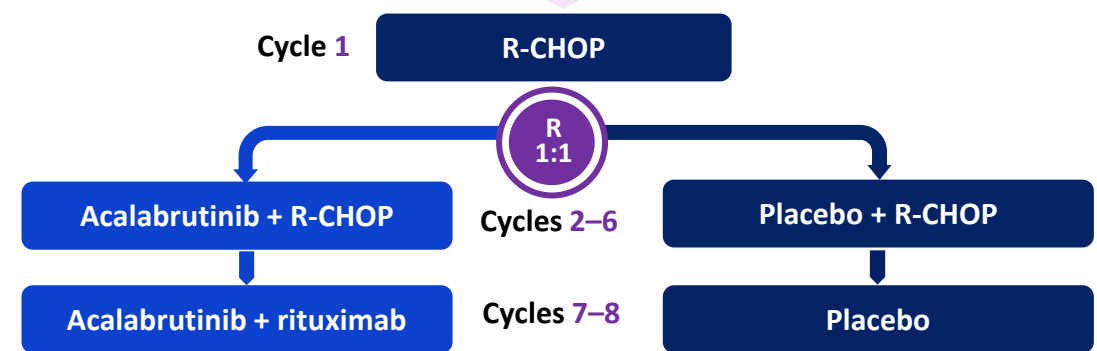 Cycle 1
R-CHOP
R
1:1
Acalabrutinib + R-CHOP
Cycles 2–6
Placebo + R-CHOP
Acalabrutinib + rituximab
Cycles 7–8
Placebo